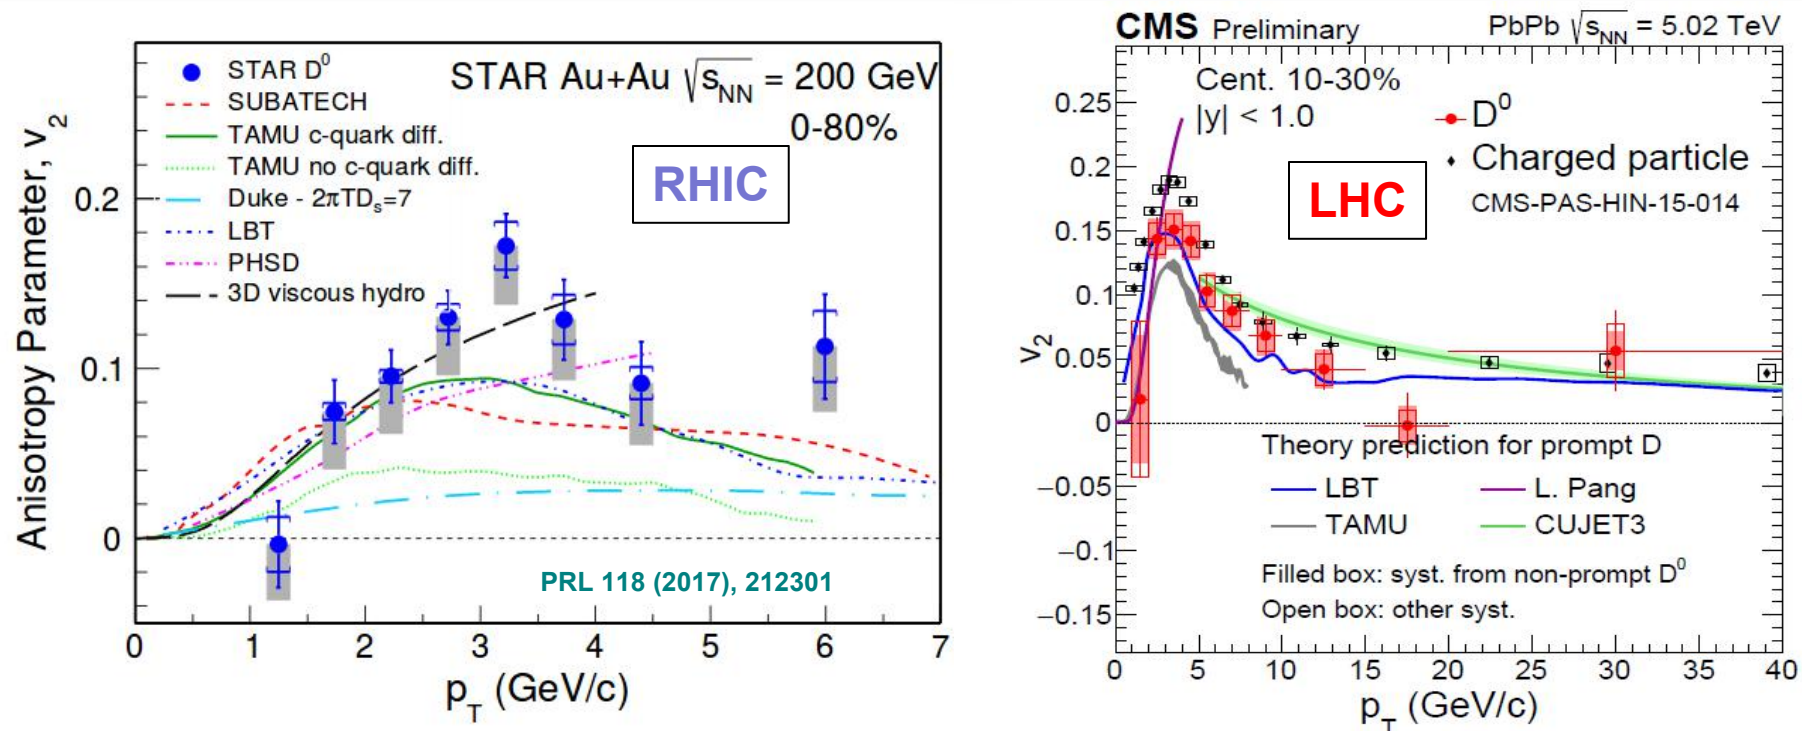 STAR D⁰
SUBATECH
TAMU c-quark diff.
TAMU no c-quark diff.
Duke - 2πTDₛ=7
LBT
PHSD
3D viscous hydro
STAR Au+Au √sNN = 200 GeV
0-80%
RHIC
PRL 118 (2017), 212301
Anisotropy Parameter, v₂
0.2
0.1
0
0 1 2 3 4 5 6 7
pT (GeV/c)
CMS Preliminary PbPb √sNN = 5.02 TeV
Cent. 10-30%
|y| < 1.0
D⁰
Charged particle
CMS-PAS-HIN-15-014
LHC
v₂
0.25
0.2
0.15
0.1
0.05
0
−0.05
−0.1
−0.15
Theory prediction for prompt D
LBT L. Pang
TAMU CUJET3
Filled box: syst. from non-prompt D⁰
Open box: other syst.
0 5 10 15 20 25 30 35 40
pT (GeV/c)